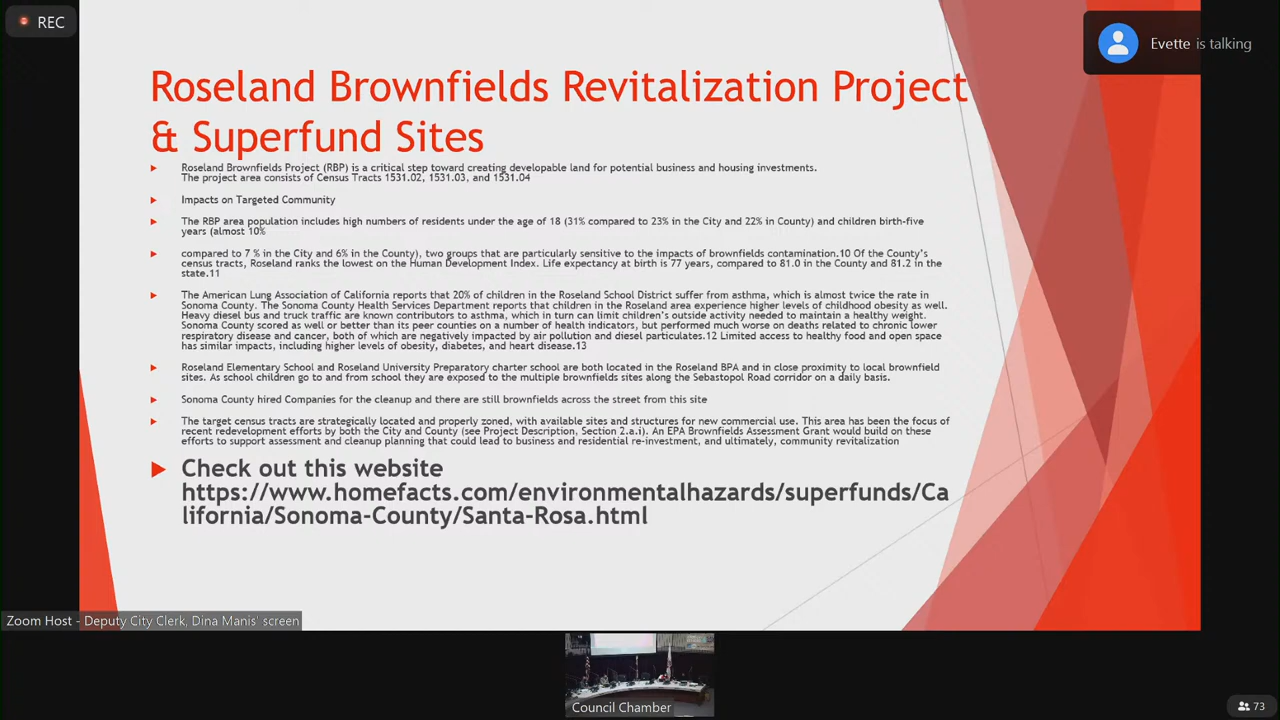 REC
Evette is talking
Roseland Brownfields Revitalization Project
& Superfund Sites
Roseland Brownfields Project (RBP) is a critical step toward creating developable land for potential business and housing investments.
The project area consists of Census Tracts 1531.02, 1531.03, and 1531.04
Impacts on Targeted Community
The RBP area population includes high numbers of residents under the age of 18 (31% compared to 23% in the City and 22% in County) and children birth-five
years (almost 10%
compared to 7 % in the City and 6% in the County), two groups that are particularly sensitive to the impacts of brownfields contamination.10 Of the County's
census tracts, Roseland ranks the lowest on the Human Development Index. Life expectancy at birth is 77 years, compared to 81.0 in the County and 81.2 in the
state.11
The American Lung Association of California reports that 20% of children in the Roseland School District suffer from asthma, which is almost twice the rate in
Sonoma County. The Sonoma County Health Services Department reports that children in the Roseland area experience higher levels of childhood obesity as well.
Heavy diesel bus and truck traffic are known contributors to asthma, which in turn can limit children's outside activity needed to maintain a healthy weight.
Sonoma County scored as well or better than its peer counties on a number of health indicators, but performed much worse on deaths related to chronic lower
respiratory disease and cancer, both of which are negatively impacted by air pollution and diesel particulates.12 Limited access to healthy food and open space
has similar impacts, including higher levels of obesity, diabetes, and heart disease.13
Roseland Elementary School and Roseland University Preparatory charter school are both located in the Roseland BPA and in close proximity to local brownfield
sites. As school children go to and from school they are exposed to the multiple brownfields sites along the Sebastopol Road corridor on a daily basis.
Sonoma County hired Companies for the cleanup and there are still brownfields across the street from this site
The target census tracts are strategically located and properly zoned, with available sites and structures for new commercial use. This area has been the focus of
recent redevelopment efforts by both the City and County (see Project Description, Section 2.a.i). An EPA Brownfields Assessment Grant would build on these
efforts to support assessment and cleanup planning that could lead to business and residential re-investment, and ultimately, community revitalization
Check out this website
https://www.homefacts.com/environmentalhazards/superfunds/Ca
lifornia/Sonoma-County/Santa-Rosa.html
Zoom Host - Deputy City Clerk, Dina Manis' screen
Council Chamber
73